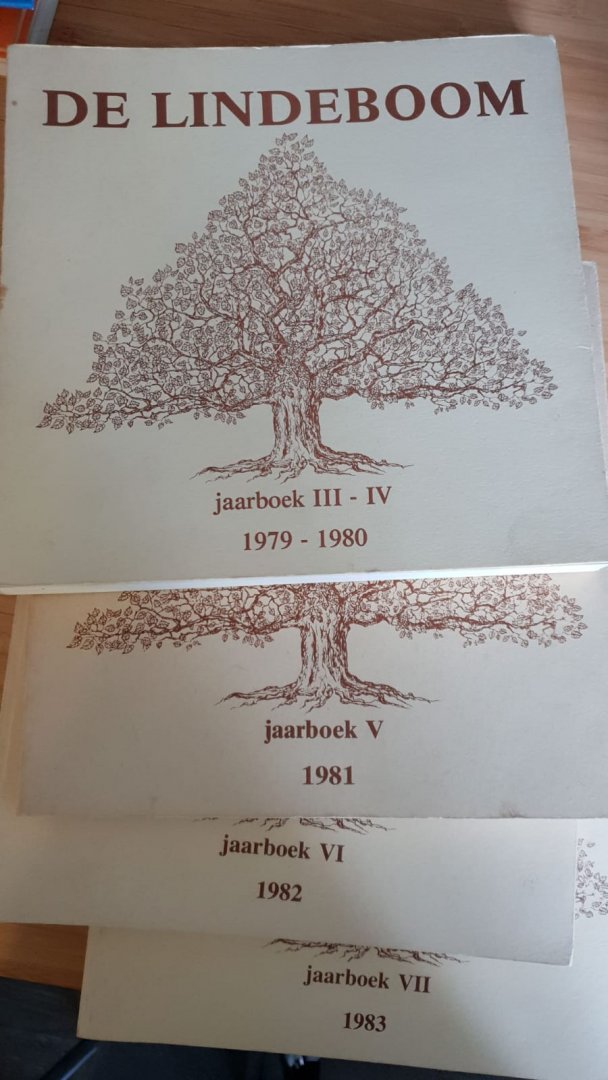 DE LINDEBOOM
jaarboek III - IV
1979 - 1980
jaarboek V
1981
jaarboek VI
1982
jaarboek VII
1983